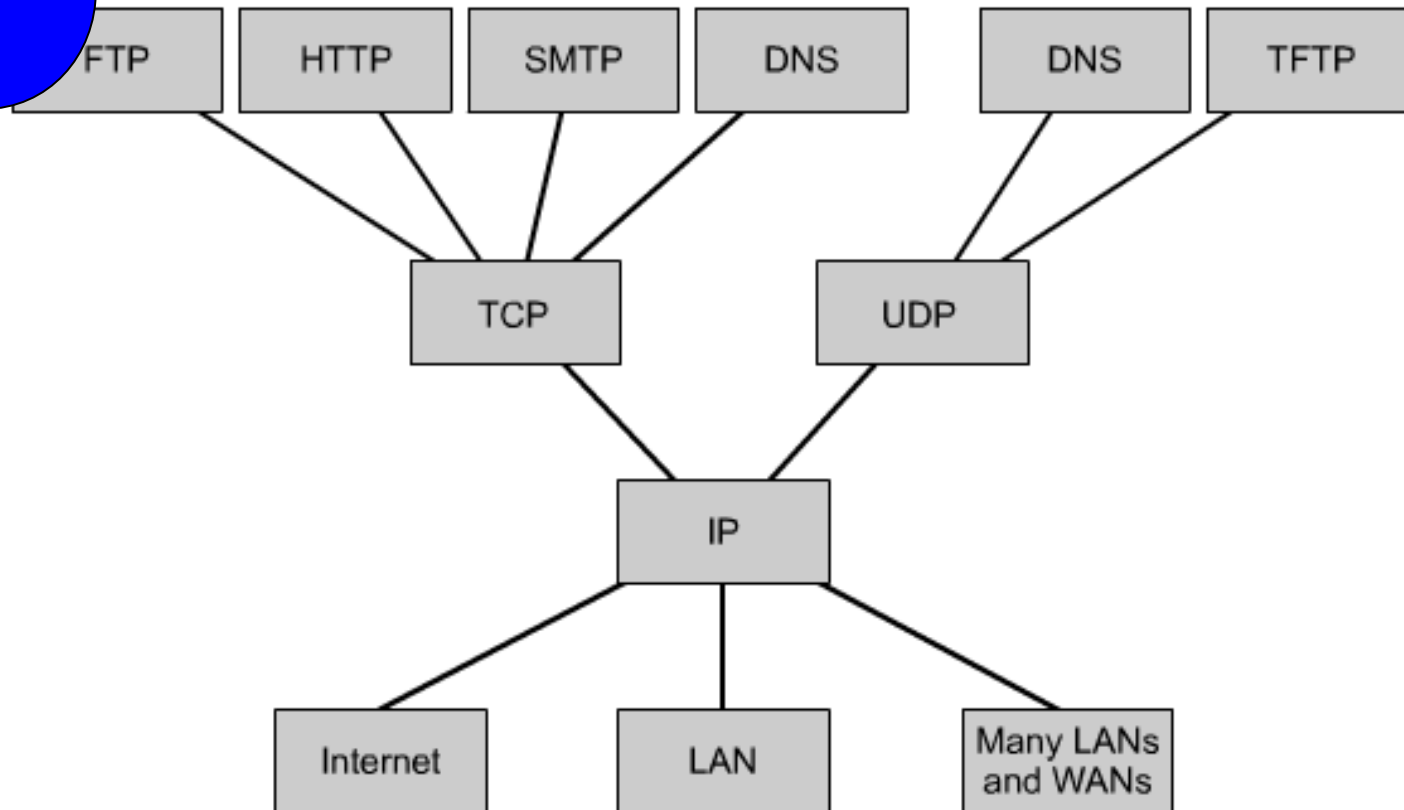 FTP
HTTP
SMTP
DNS
DNS
TFTP
TCP
UDP
IP
Internet
LAN
Many LANs
and WANs